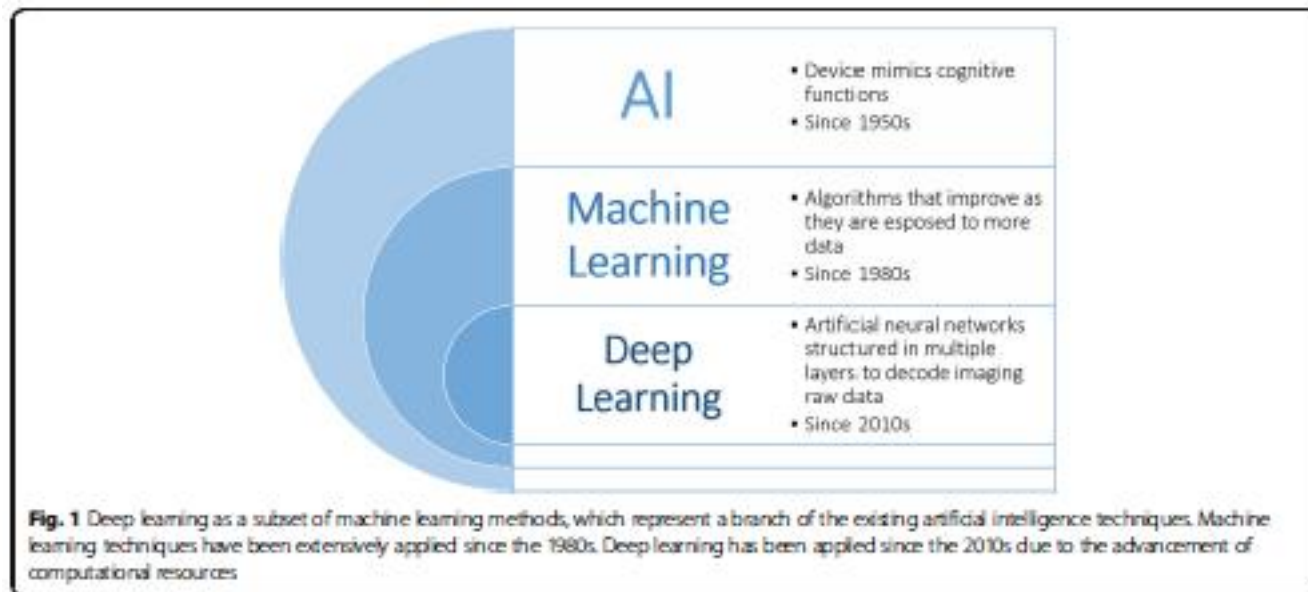 AI
• Device mimics cognitive
functions
• Since 1950s
Machine
Learning
• Algorithms that improve as
they are esposed to more
data
• Since 1980s
Deep
Learning
• Artificial neural networks
structured in multiple
layers to decode imaging
raw data
• Since 2010s
Fig. 1 Deep learning as a subset of machine learning methods, which represent a branch of the existing artificial intelligence techniques. Machine
learning techniques have been extensively applied since the 1980s. Deep learning has been applied since the 2010s due to the advancement of
computational resources